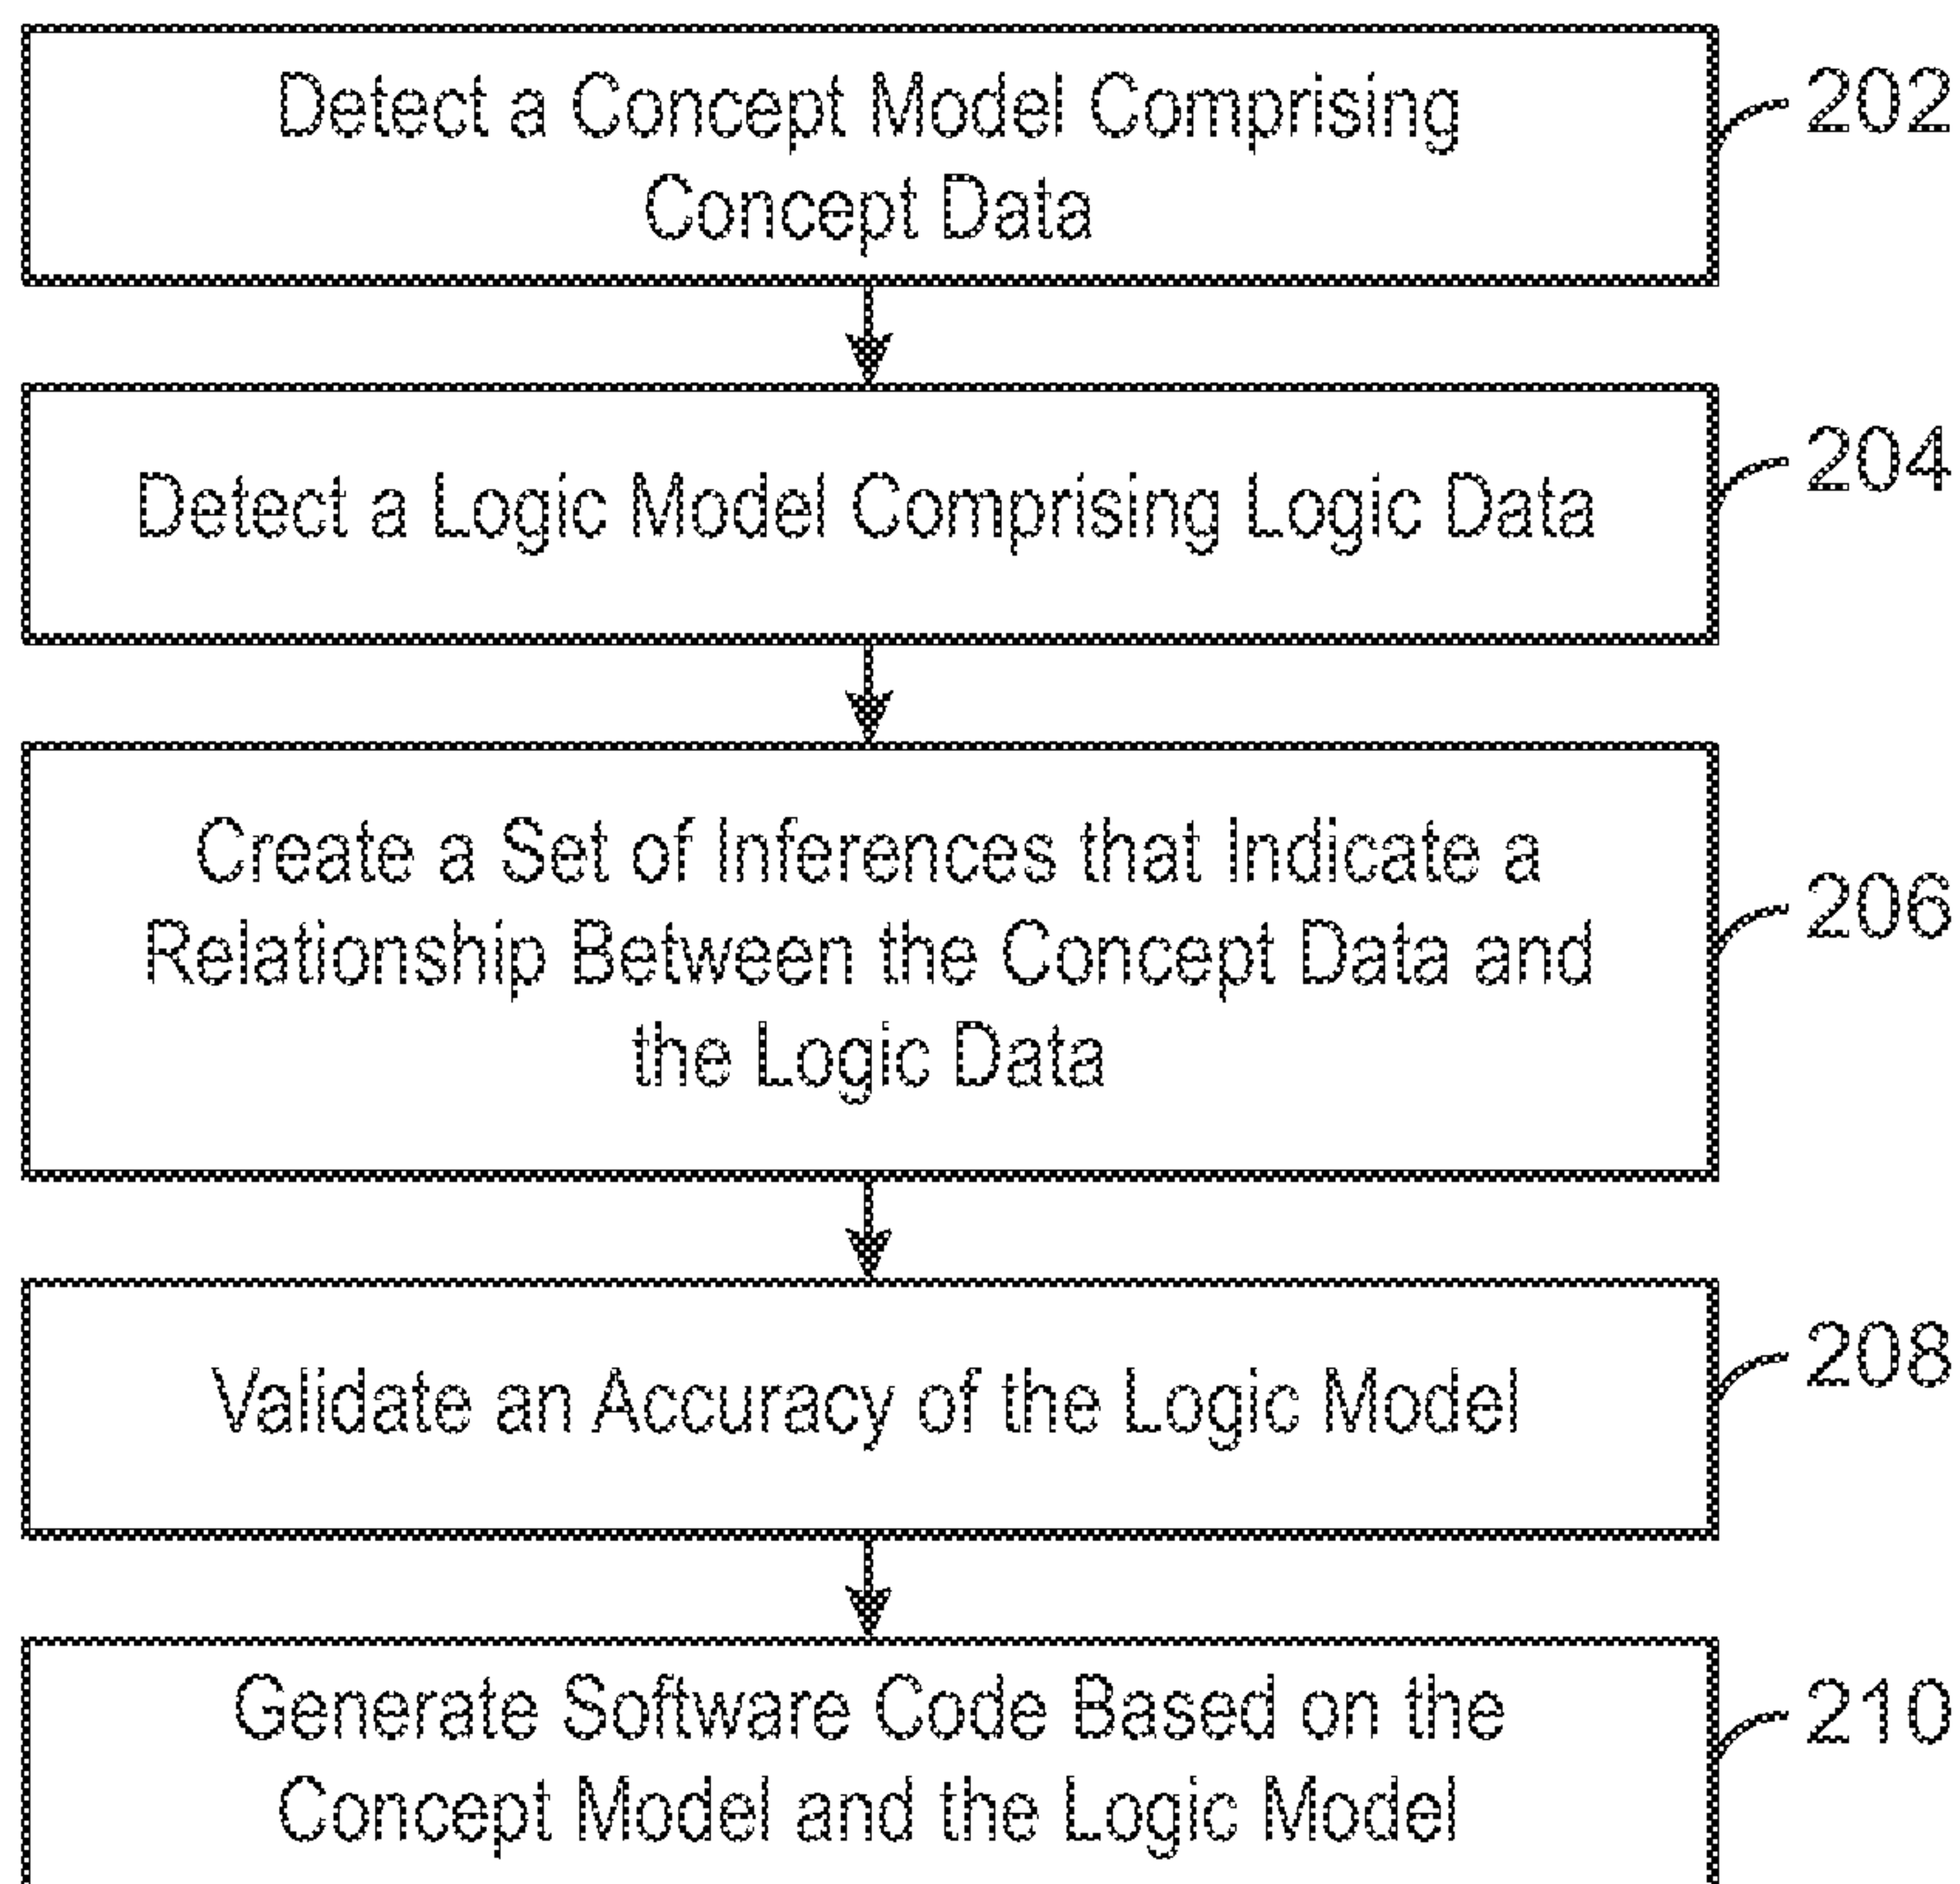 Detect a Concept Model Comprising
Concept Data
202
Detect a Logic Model Comprising Logic Data
204
Create a Set of Inferences that Indicate a
Relationship Between the Concept Data and
the Logic Data
206
Validate an Accuracy of the Logic Model
208
Generate Software Code Based on the
Concept Model and the Logic Model
210